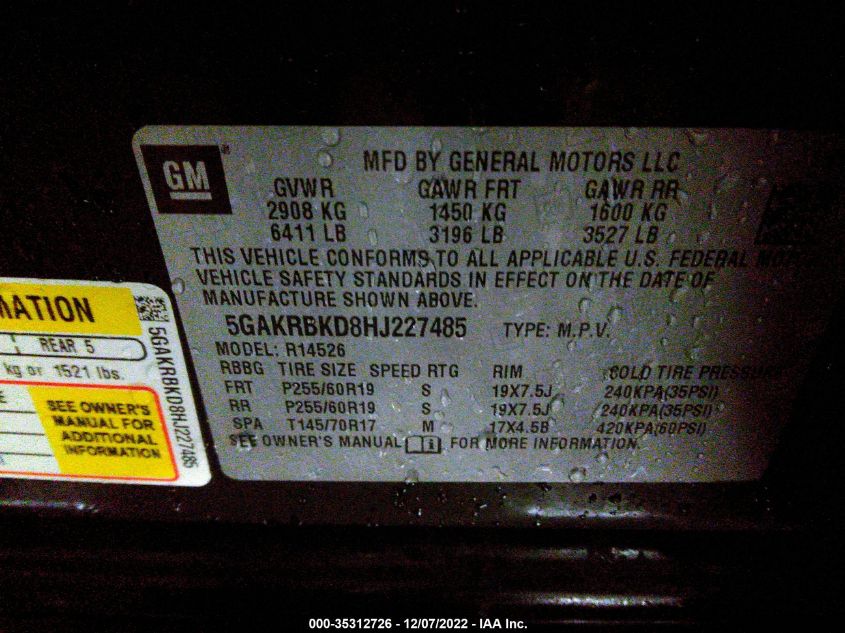 GM
®
MFD BY GENERAL MOTORS LLC
GVWR GAWR FRT GAWR RR
2908 KG 1450 KG 1600 KG
6411 LB 3196 LB 3527 LB
THIS VEHICLE CONFORMS TO ALL APPLICABLE U.S. FEDERAL MOTOR
VEHICLE SAFETY STANDARDS IN EFFECT ON THE DATE OF
MANUFACTURE SHOWN ABOVE.
5GAKRBKD8HJ227485 TYPE: M.P.V.
MODEL: R14526
RBBG TIRE SIZE SPEED RTG RIM COLD TIRE PRESSURE
FRT P255/60R19 S 19X7.5J 240KPA(35PSI)
RR P255/60R19 S 19X7.5J 240KPA(35PSI)
SPA T145/70R17 M 17X4.5B 420KPA(60PSI)
SEE OWNER'S MANUAL FOR MORE INFORMATION.
MATION
REAR 5
kg or 1521 lbs.
SEE OWNER'S
MANUAL FOR
ADDITIONAL
INFORMATION
5GAKRBKD8HJ227485
000-35312726 - 12/07/2022 - IAA Inc.